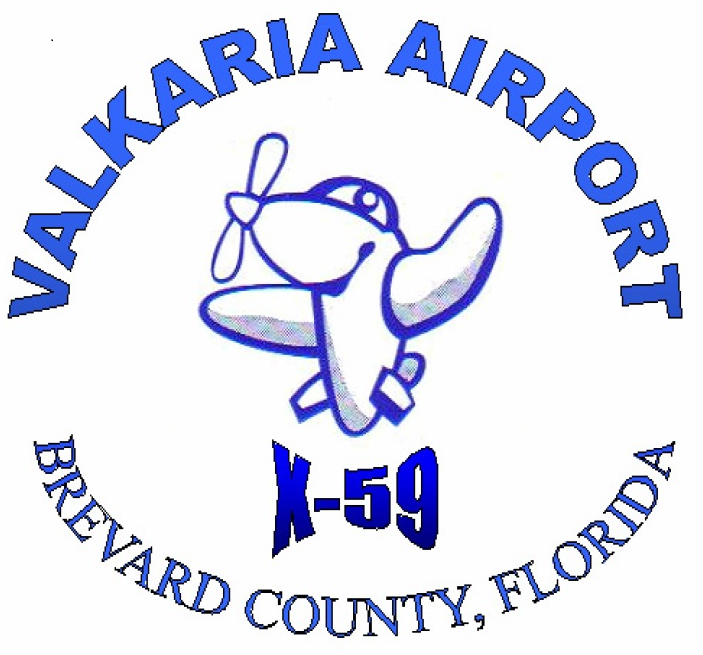 VALKARIA AIRPORT
X-59
BREVARD COUNTY, FLORIDA